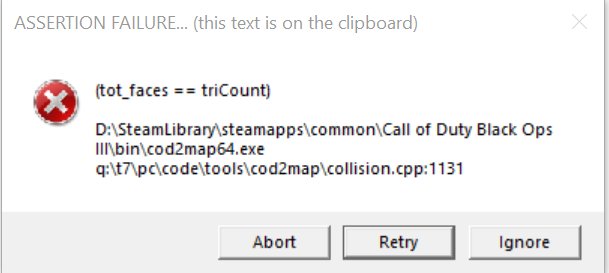 ASSERTION FAILURE... (this text is on the clipboard)
(tot_faces == triCount)
D:\SteamLibrary\steamapps\common\Call of Duty Black Ops
III\bin\cod2map64.exe
q:\t7\pc\code\tools\cod2map\collision.cpp:1131
Abort
Retry
Ignore